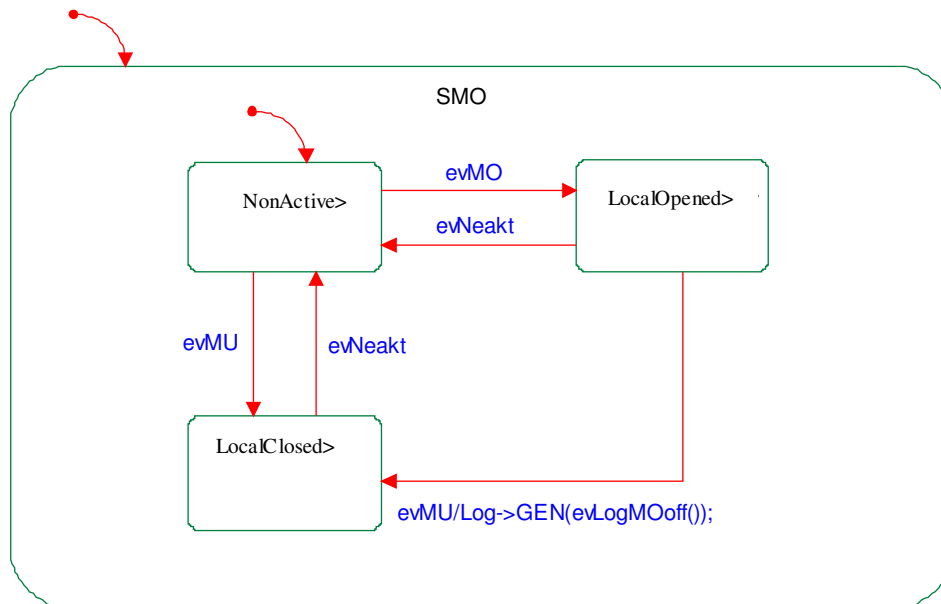 SMO
evMO
NonActive>
LocalOpened>
evNeakt
evMU
evNeakt
LocalClosed>
evMU/Log->GEN(evLogMOoff());